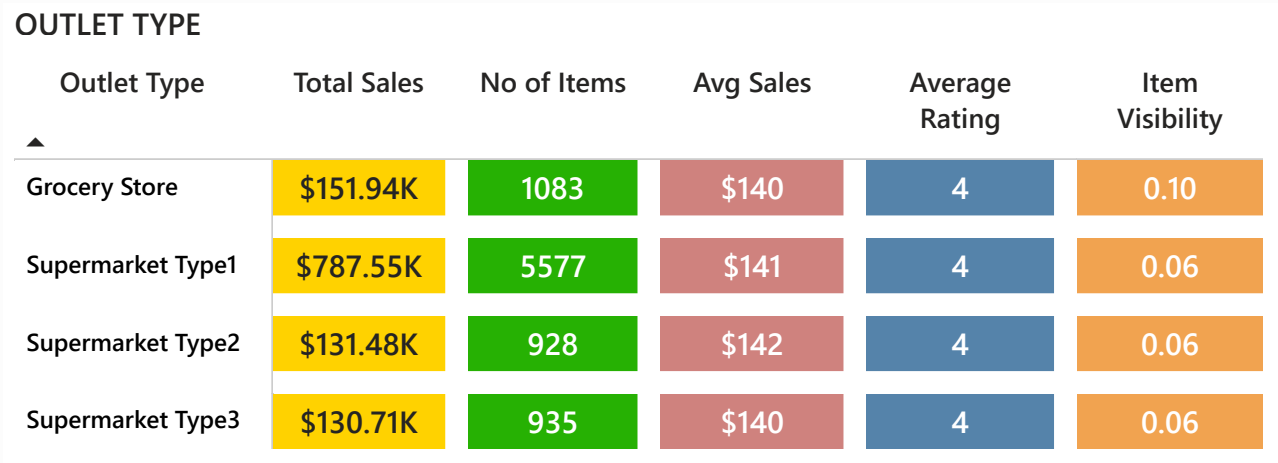 OUTLET TYPE
Outlet Type Total Sales No of Items Avg Sales Average Rating Item Visibility
Grocery Store $151.94K 1083 $140 4 0.10
Supermarket Type1 $787.55K 5577 $141 4 0.06
Supermarket Type2 $131.48K 928 $142 4 0.06
Supermarket Type3 $130.71K 935 $140 4 0.06